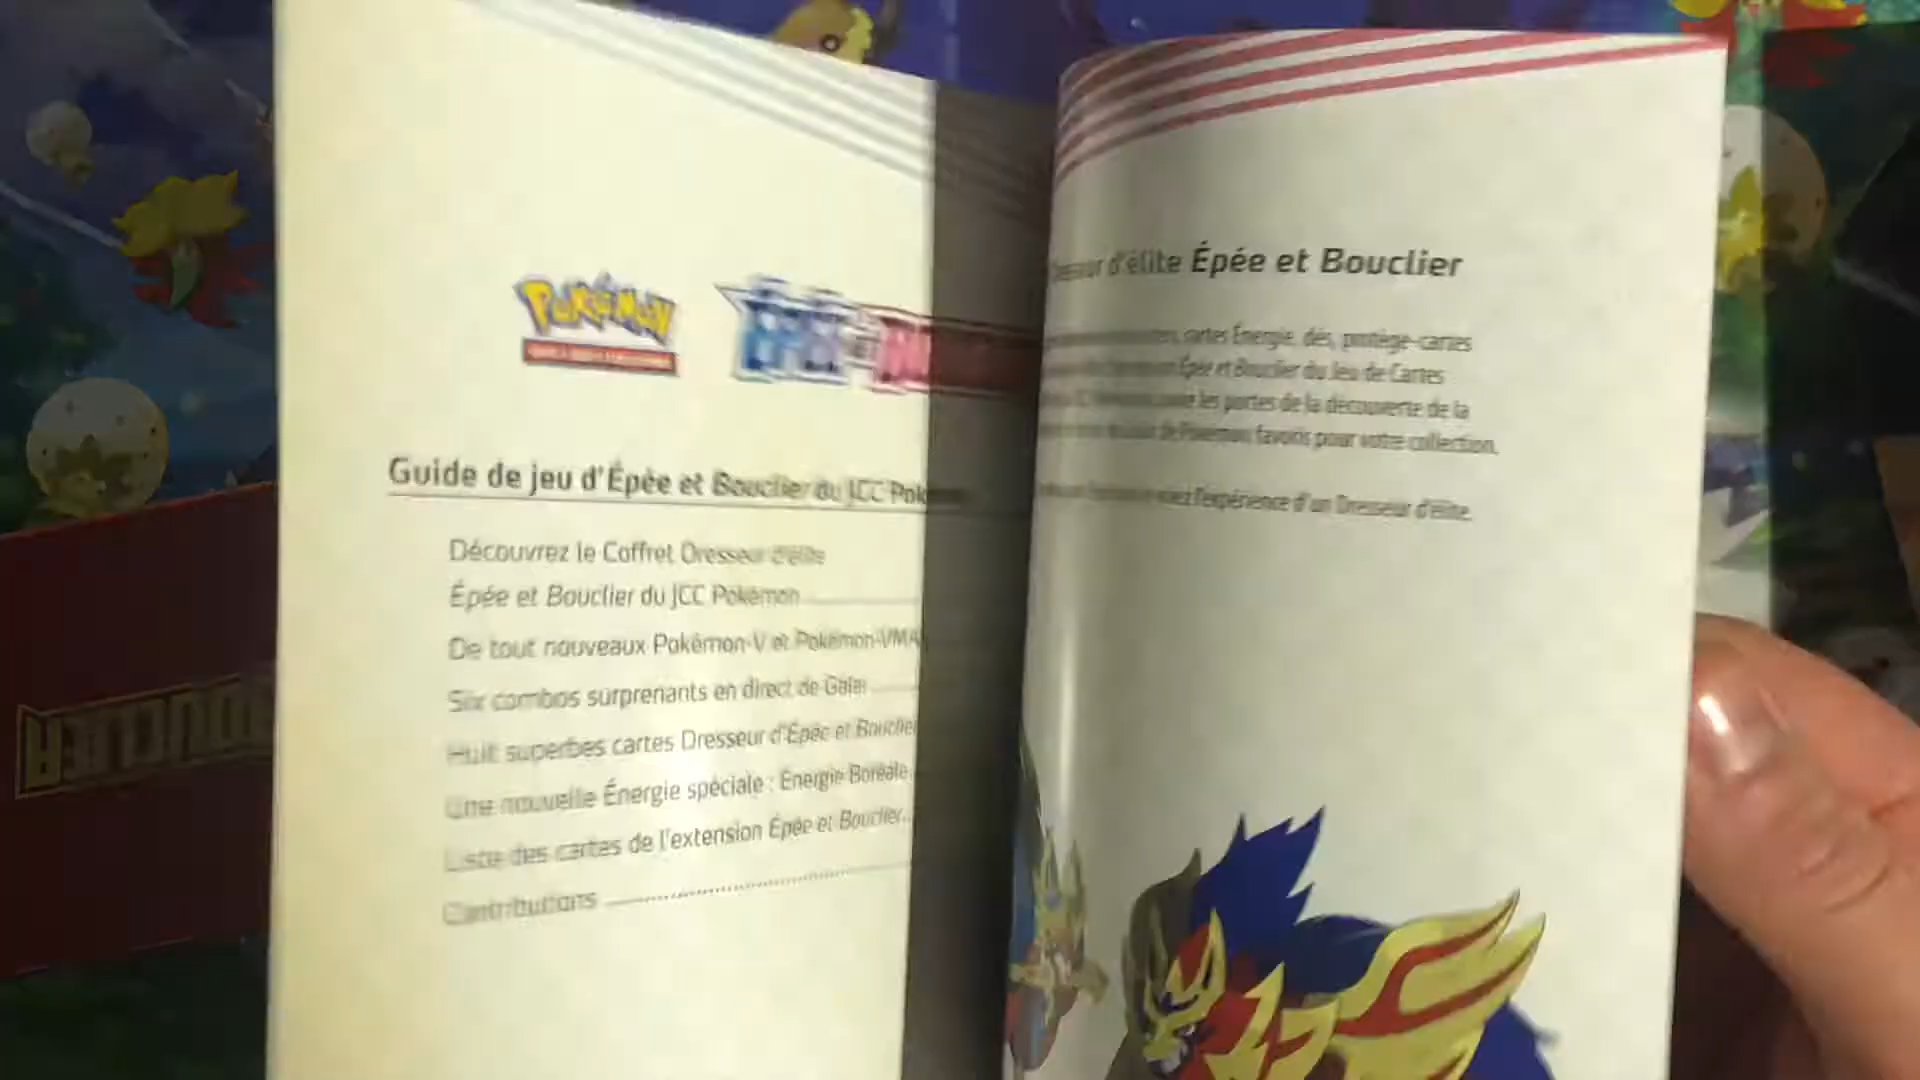 POKÉMON
Guide de jeu d'Épée et Bouclier du JCC
Découvrez le Coffret Dresseur d'élite
Épée et Bouclier du JCC Pokémon
De tout nouveaux Pokémon-V et Pokémon-VMA
Six combos surprenants en direct de Galar
Huit superbes cartes Dresseur d'Épée et Bouclier
Une nouvelle Énergie spéciale : Énergie Boréale
Liste des cartes de l'extension Épée et Bouclier
Contributions
d'élite Épée et Bouclier
cartes Énergie, dés, protège-cartes
Épée et Bouclier du Jeu de Cartes
les portes de la découverte de la
de Pokémon favoris pour votre collection.
l'expérience d'un Dresseur d'élite.